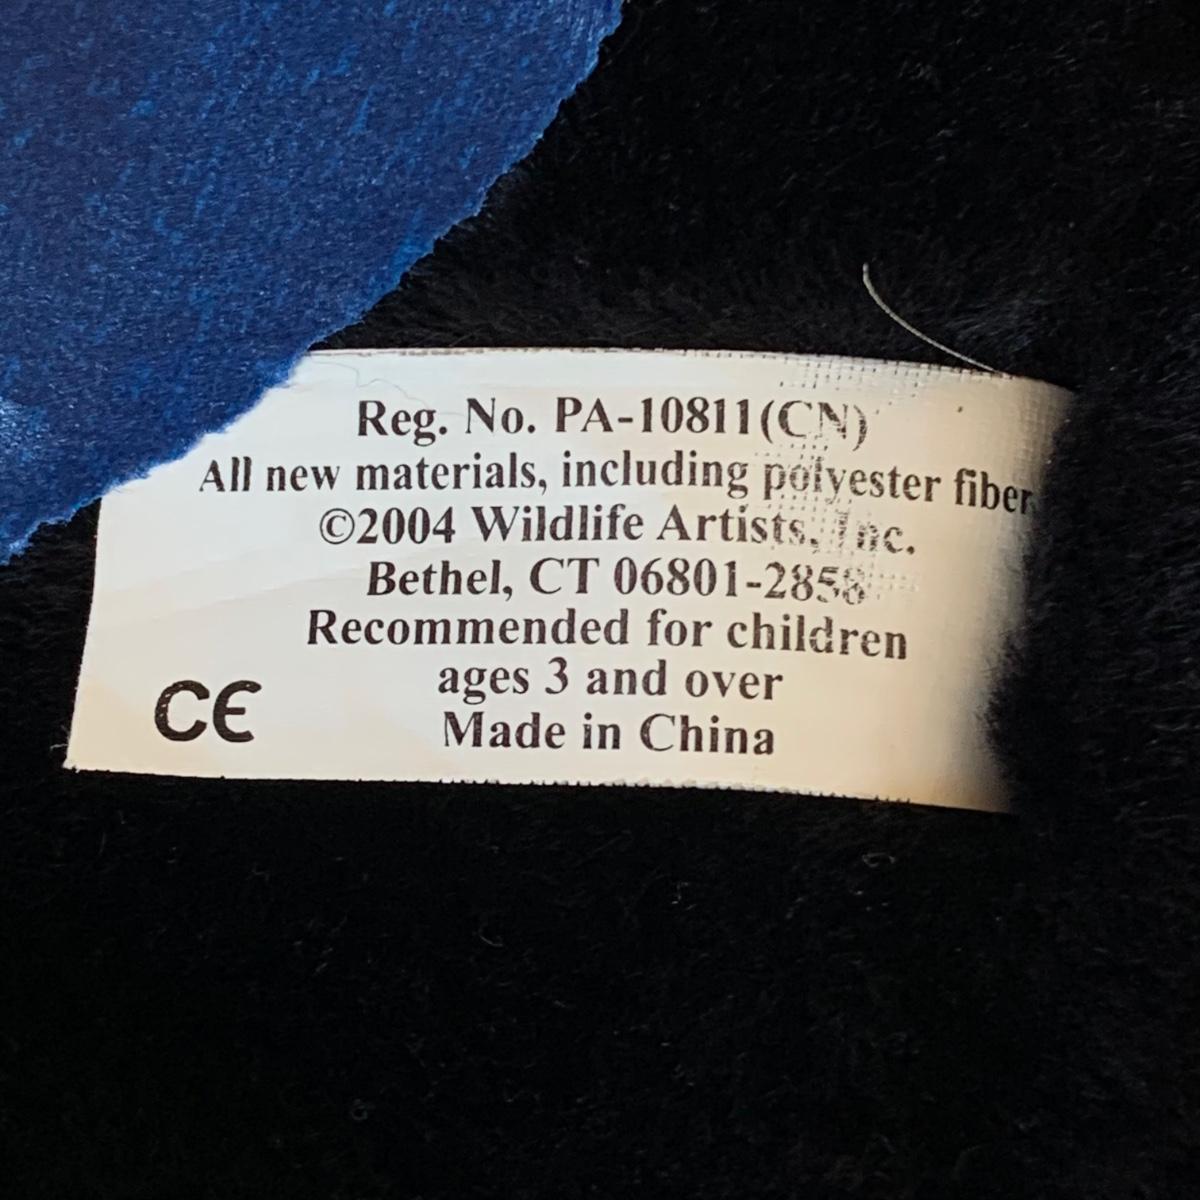 Reg. No. PA-10811(CN)
All new materials, including polyester fiber
©2004 Wildlife Artists, Inc.
Bethel, CT 06801-2858
Recommended for children
ages 3 and over
Made in China
CE